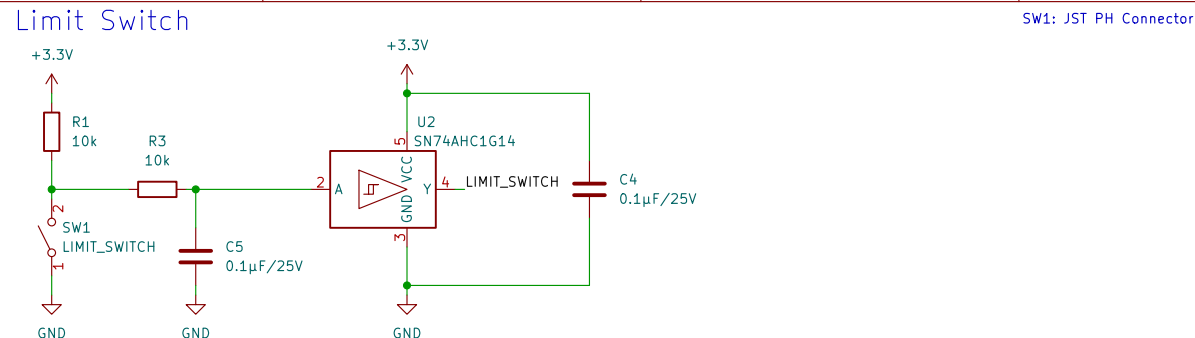 Limit Switch
SW1: JST PH Connector
+3.3V
+3.3V
R1
10k
R3
10k
U2
SN74AHC1G14
5
VCC
2
A
Y
4
LIMIT_SWITCH
GND
3
C4
0.1µF/25V
2
SW1
LIMIT_SWITCH
1
C5
0.1µF/25V
GND
GND
GND